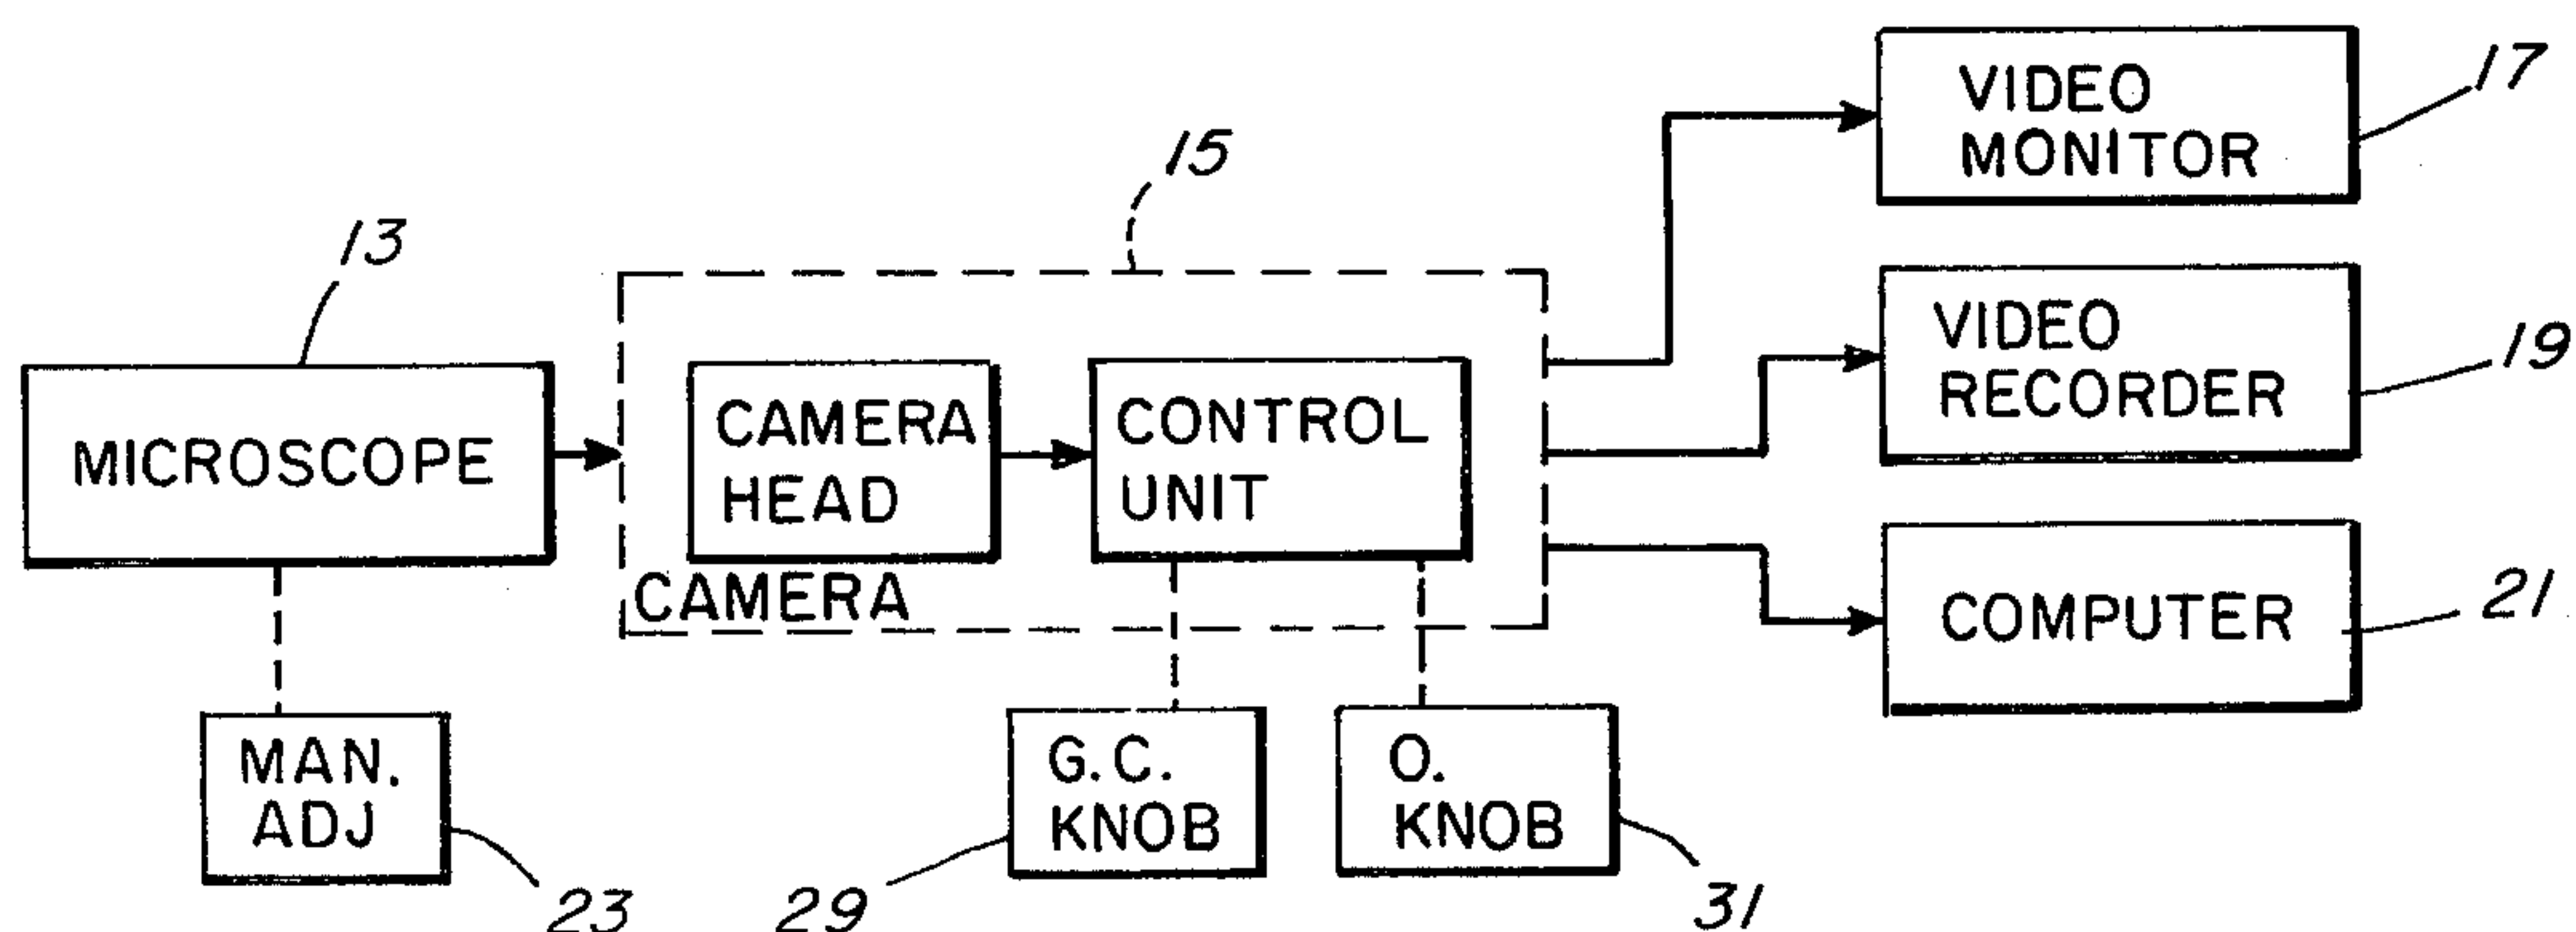 VIDEO
MONITOR
17
15
13
VIDEO
RECORDER
19
MICROSCOPE
CAMERA
HEAD
CONTROL
UNIT
CAMERA
COMPUTER
21
MAN.
ADJ
23
G.C.
KNOB
29
O.
KNOB
31